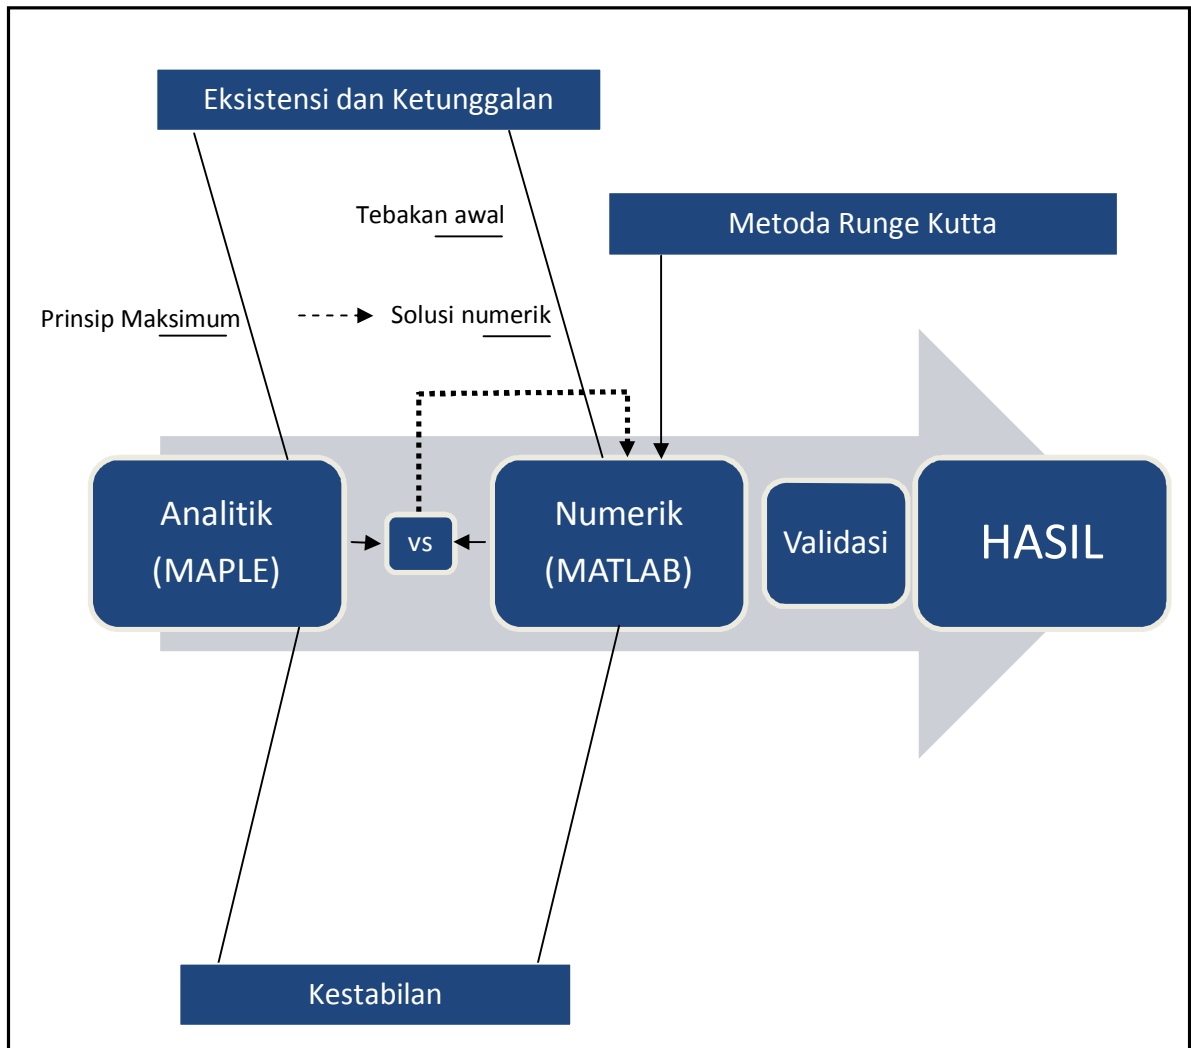 Eksistensi dan Ketunggalan
Tebakan awal
Metoda Runge Kutta
Prinsip Maksimum
Solusi numerik
Analitik
(MAPLE)
vs
Numerik
(MATLAB)
Validasi
HASIL
Kestabilan